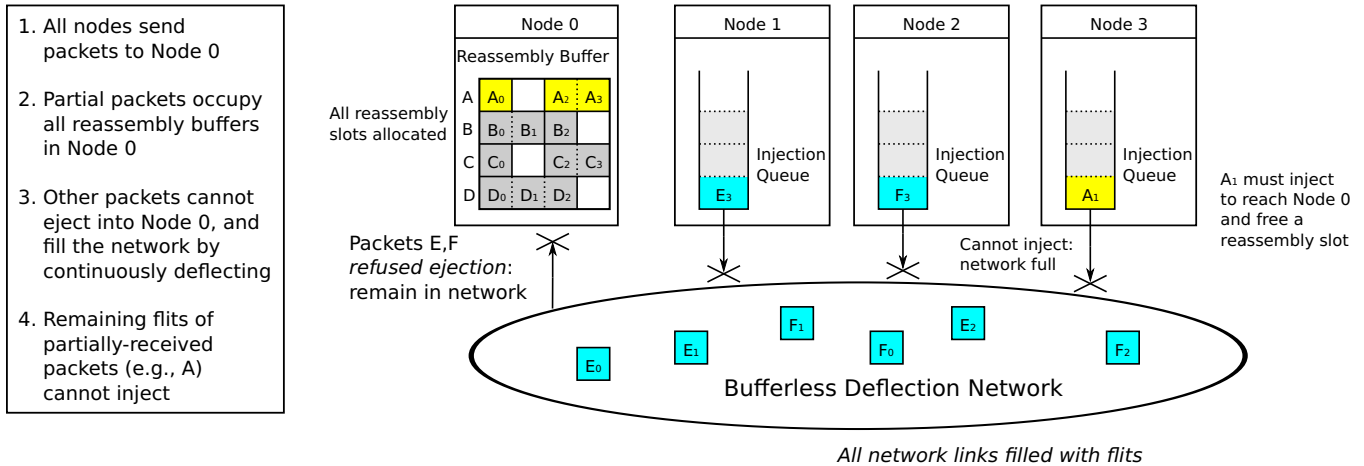 1. All nodes send
packets to Node 0
2. Partial packets occupy
all reassembly buffers
in Node 0
3. Other packets cannot
eject into Node 0, and
fill the network by
continuously deflecting
4. Remaining flits of
partially-received
packets (e.g., A)
cannot inject
All reassembly
slots allocated
Node 0
Reassembly Buffer
A A₀ A₂ A₃
B B₀ B₁ B₂
C C₀ C₂ C₃
D D₀ D₁ D₂
Packets E,F
refused ejection:
remain in network
Node 1
Injection
Queue
E₃
Node 2
Injection
Queue
F₃
Cannot inject:
network full
Node 3
Injection
Queue
A₁
A₁ must inject
to reach Node 0
and free a
reassembly slot
E₀ E₁ F₁ F₀ E₂ F₂
Bufferless Deflection Network
All network links filled with flits